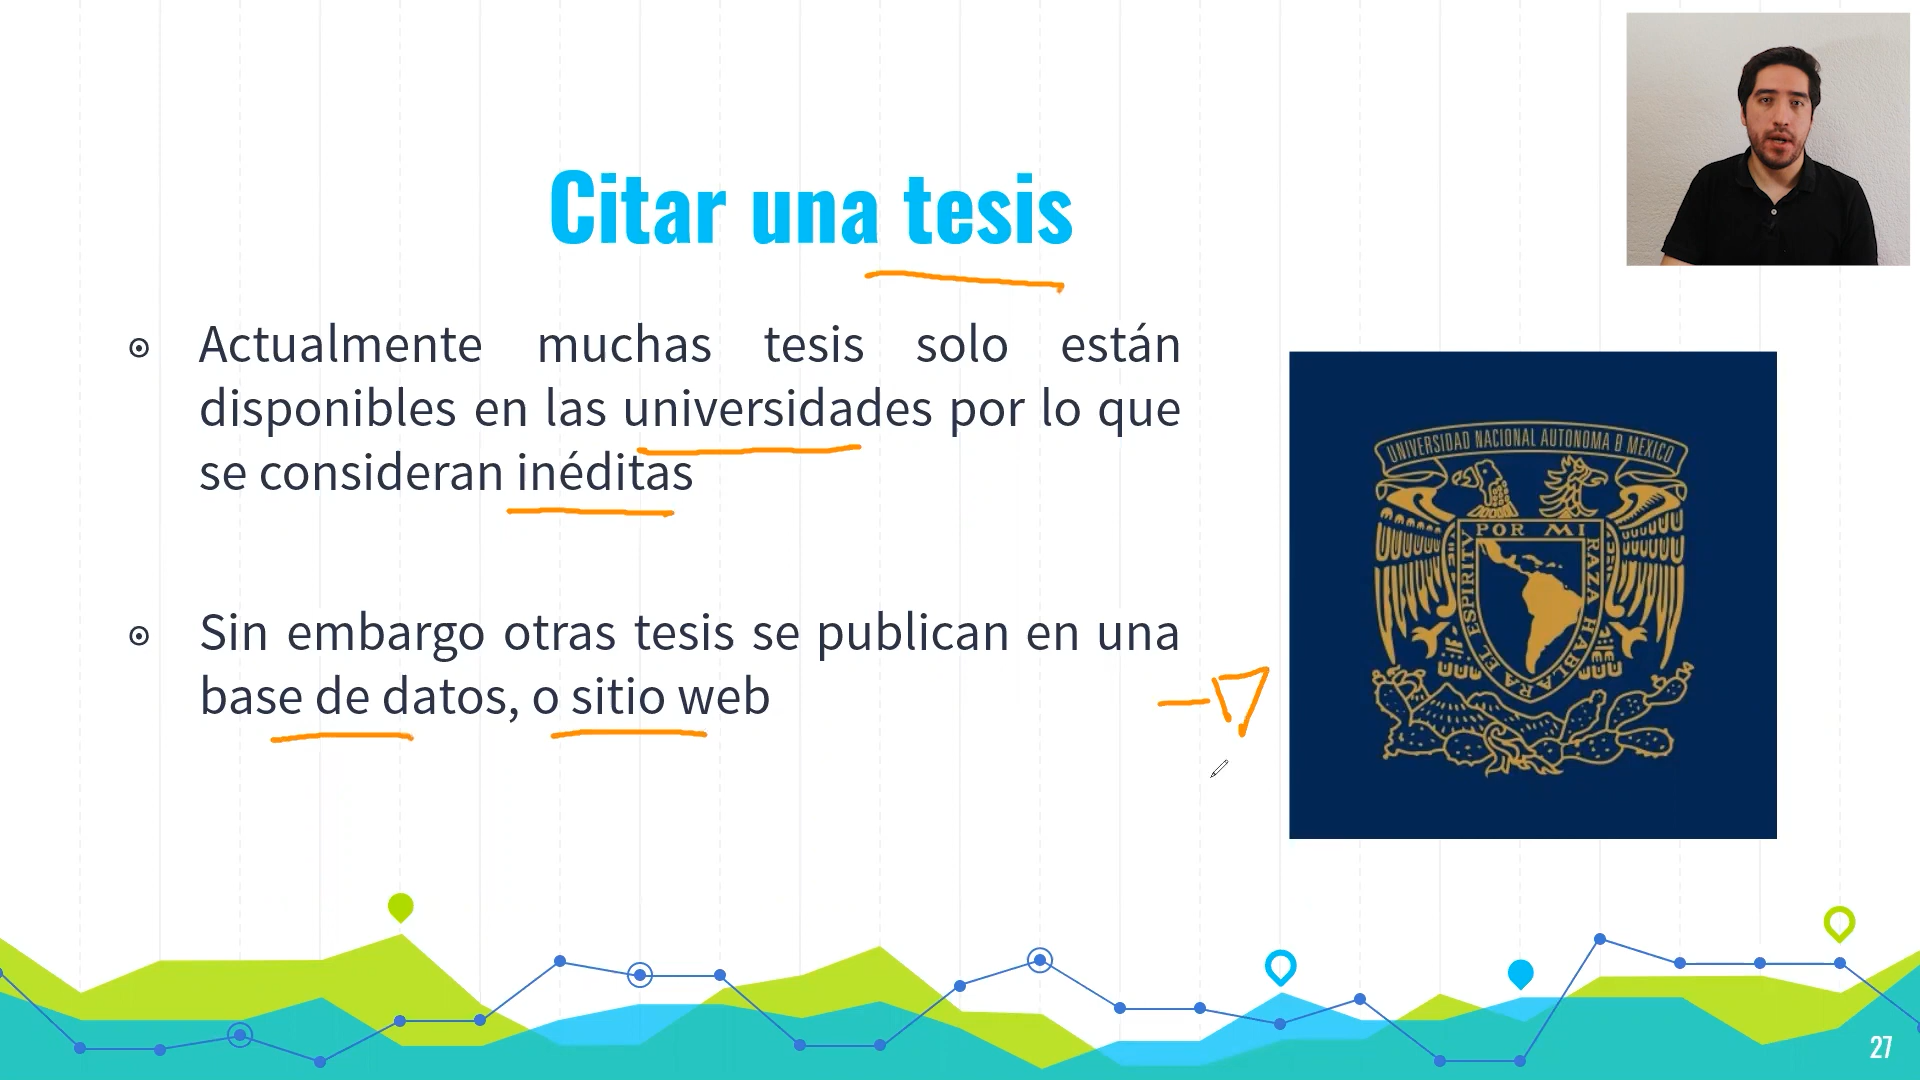 Citar una tesis
Actualmente muchas tesis solo están
disponibles en las universidades por lo que
se consideran inéditas
Sin embargo otras tesis se publican en una
base de datos, o sitio web
UNIVERSIDAD NACIONAL AUTONOMA D MEXICO
POR MI RAZA HABLARA EL ESPIRITV
27